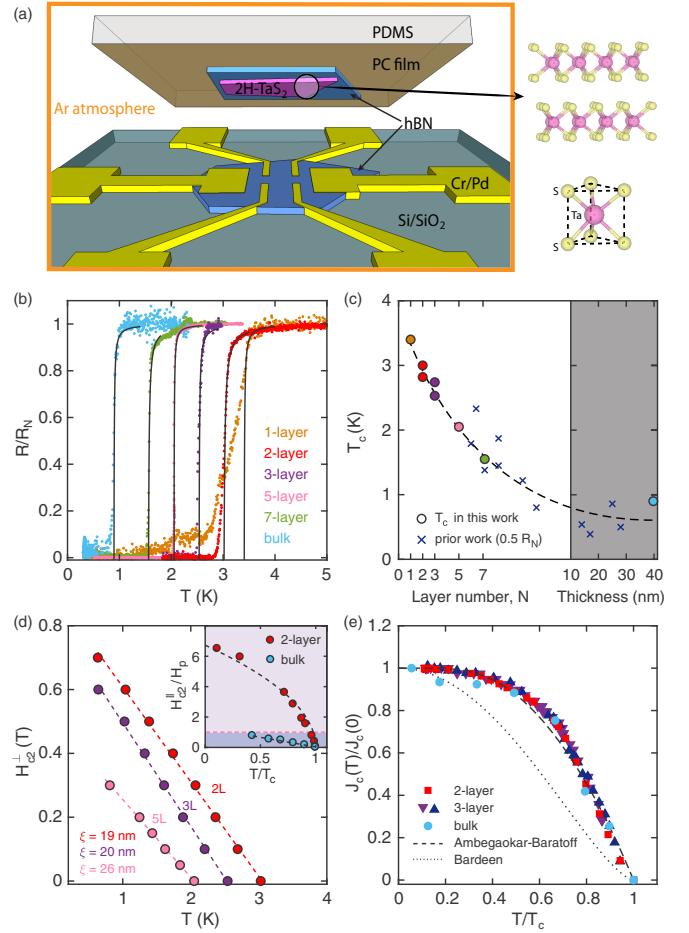 (a)
PDMS
PC film
2H-TaS2
Ar atmosphere
hBN
Cr/Pd
Si/SiO2
S
Ta
S
(b)
R/RN
1
0.8
0.6
0.4
0.2
0
1-layer
2-layer
3-layer
5-layer
7-layer
bulk
0 1 2 3 4 5
T (K)
(c)
Tc (K)
4
3
2
1
0
Tc in this work
prior work (0.5 RN)
0 1 2 3 5 7 10 20 30 40
Layer number, N Thickness (nm)
(d)
H⊥c2 (T)
0.8
0.6
0.4
0.2
0
2L
3L
5L
ξ = 19 nm
ξ = 20 nm
ξ = 26 nm
0 1 2 3 4
T (K)
H||c2/Hp
6
4
2
0
2-layer
bulk
0 0.5 1
T/Tc
(e)
Jc(T)/Jc(0)
1.2
1
0.8
0.6
0.4
0.2
0
2-layer
3-layer
bulk
Ambegaokar-Baratoff
Bardeen
0 0.2 0.4 0.6 0.8 1
T/Tc